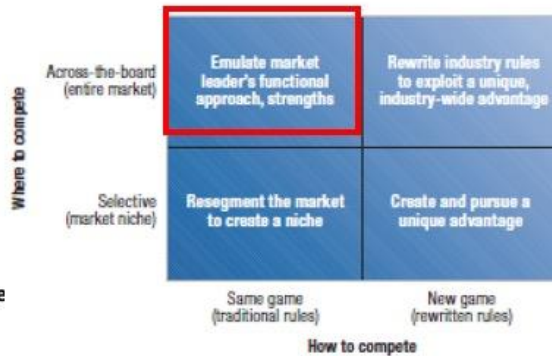 Where to compete
Across-the-board
(entire market)
Emulate market
leader's functional
approach, strengths
Rewrite industry rules
to exploit a unique,
industry-wide advantage
Selective
(market niche)
Resegment the market
to create a niche
Create and pursue a
unique advantage
e
Same game
(traditional rules)
New game
(rewritten rules)
How to compete